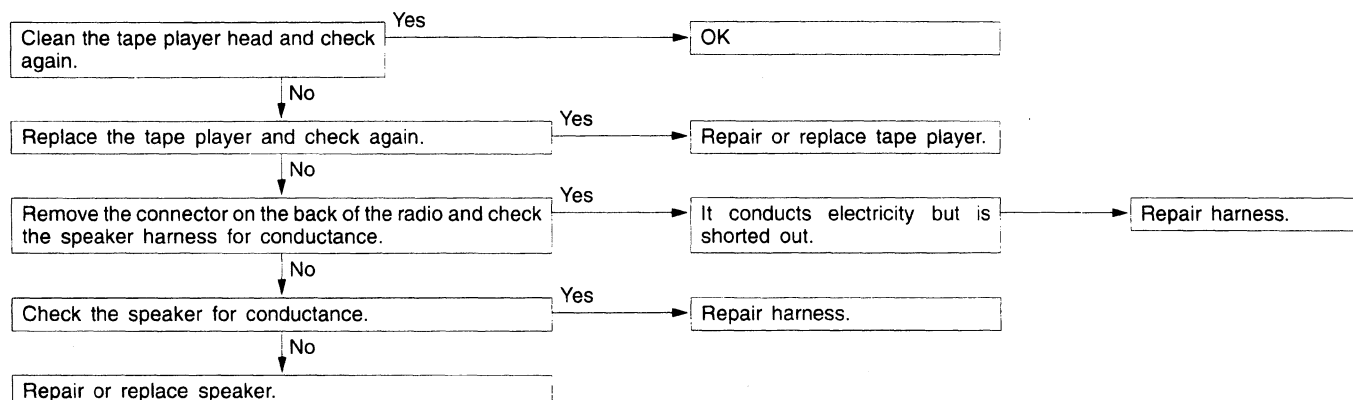 Clean the tape player head and check
again.
Yes
OK
No
Replace the tape player and check again.
Yes
Repair or replace tape player.
No
Remove the connector on the back of the radio and check
the speaker harness for conductance.
Yes
It conducts electricity but is
shorted out.
Repair harness.
No
Check the speaker for conductance.
Yes
Repair harness.
No
Repair or replace speaker.